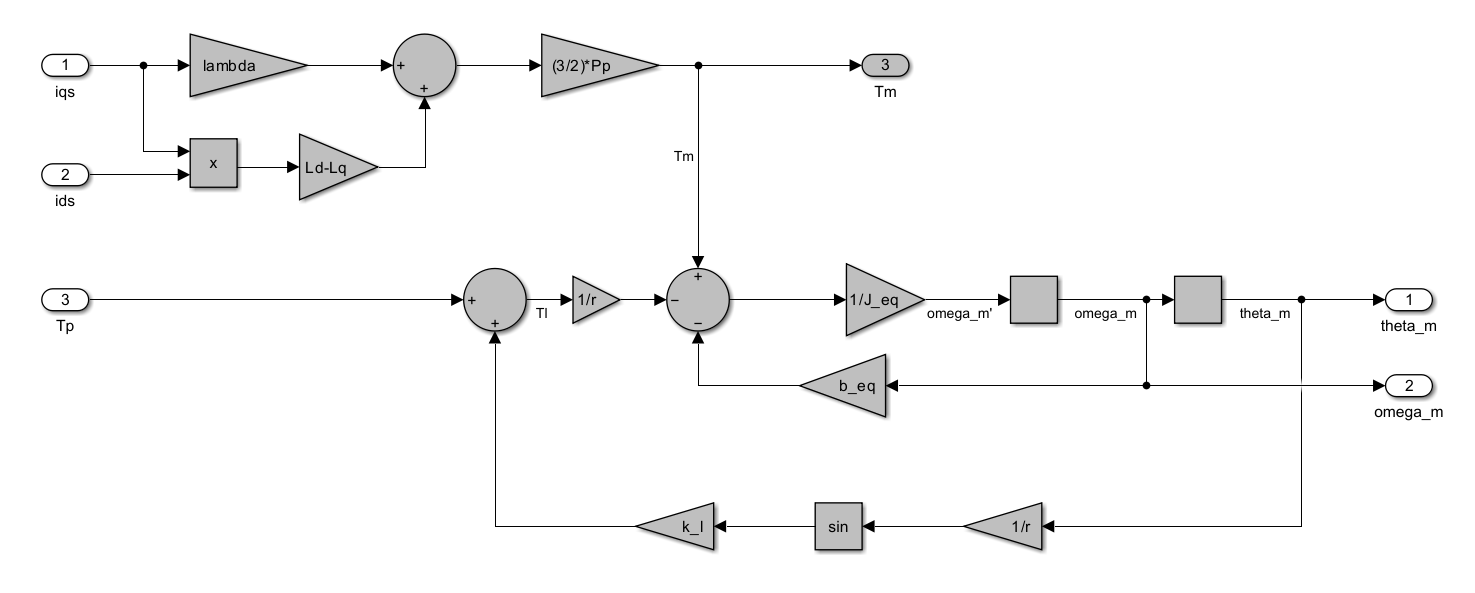 1
iqs
lambda
+
+
(3/2)*Pp
3
Tm
2
ids
x
Ld-Lq
Tm
3
Tp
+
+
Tl
1/r
+
−
−
1/J_eq
omega_m'
omega_m
theta_m
1
theta_m
b_eq
2
omega_m
k_l
sin
1/r